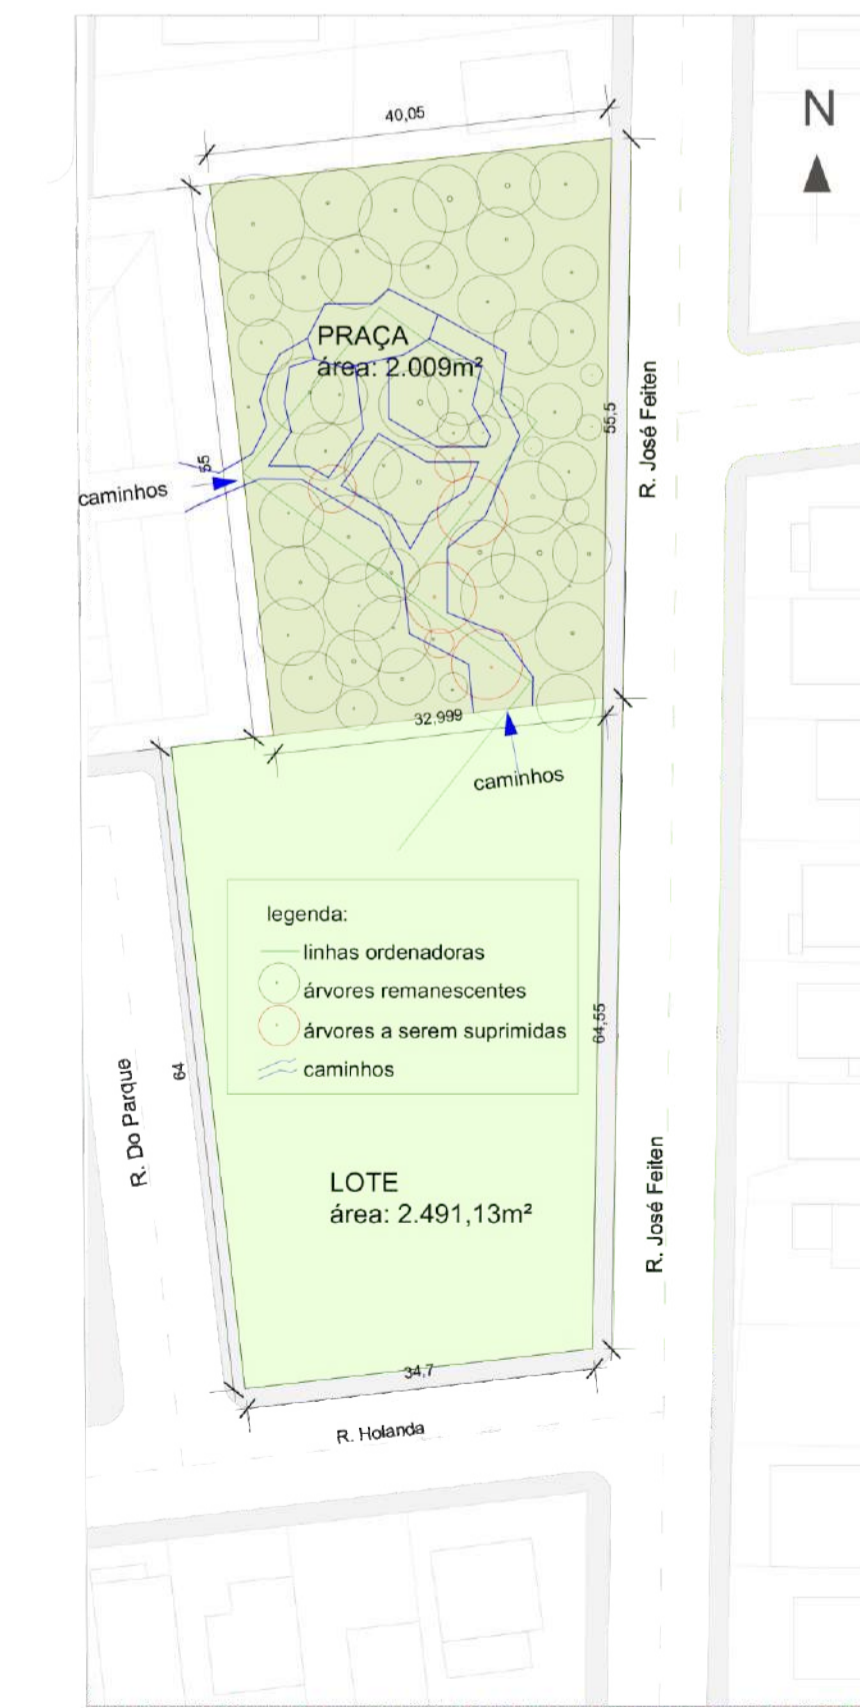 N
40,05
PRAÇA
área: 2.009m²
R. José Feiten
55,5
55
caminhos
32,999
caminhos
legenda:
linhas ordenadoras
árvores remanescentes
árvores a serem suprimidas
caminhos
64,55
64
R. Do Parque
LOTE
área: 2.491,13m²
R. José Feiten
34,7
R. Holanda